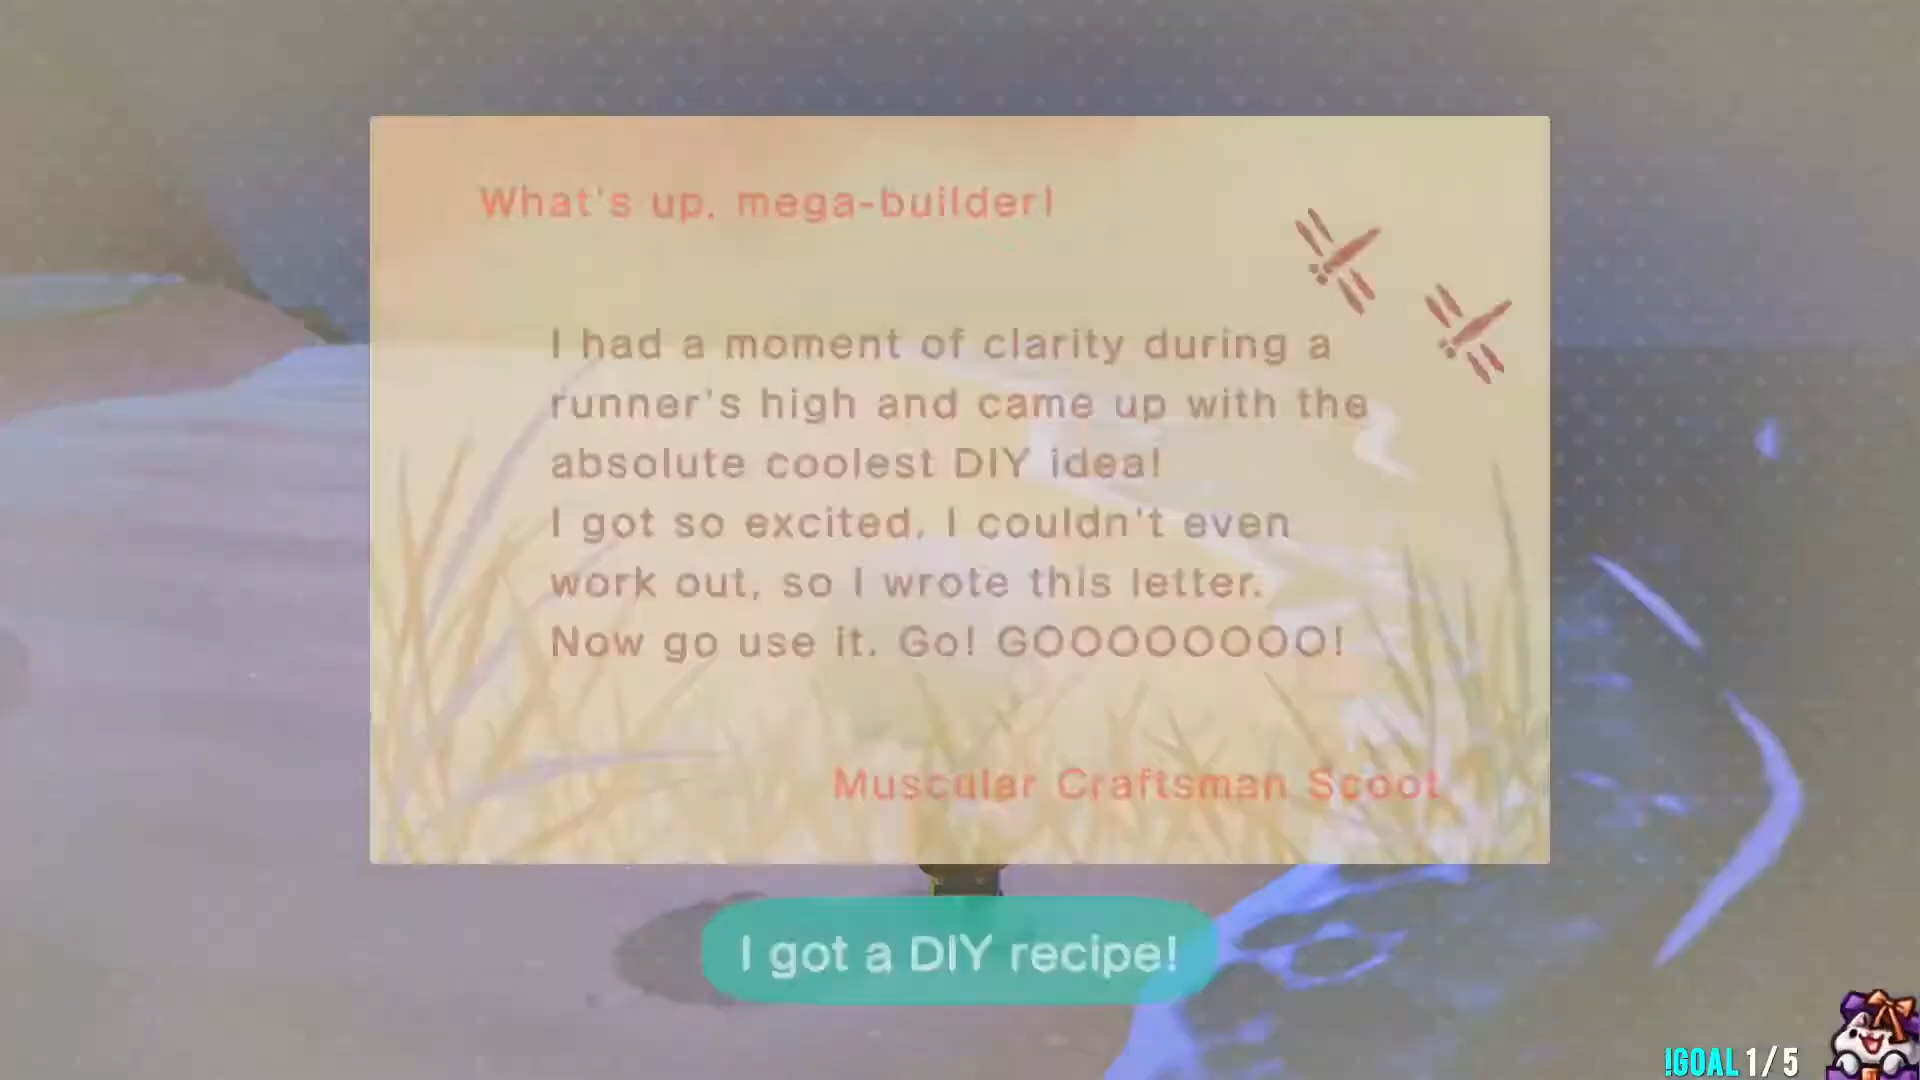 What's up, mega-builder!
I had a moment of clarity during a
runner's high and came up with the
absolute coolest DIY idea!
I got so excited, I couldn't even
work out, so I wrote this letter.
Now go use it. Go! GOOOOOOOO!
Muscular Craftsman Scoot
I got a DIY recipe!
!GOAL 1/5